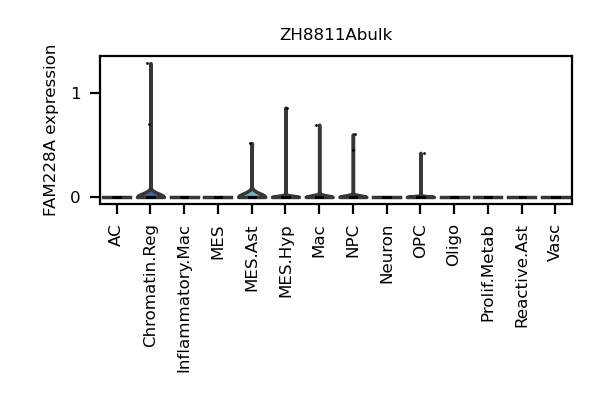 ZH8811Abulk
FAM228A expression
1
0
AC
Chromatin.Reg
Inflammatory.Mac
MES
MES.Ast
MES.Hyp
Mac
NPC
Neuron
OPC
Oligo
Prolif.Metab
Reactive.Ast
Vasc